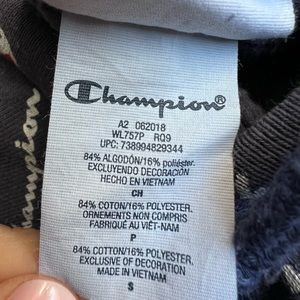 Champion®
A2 062018
WL757P RQ9
UPC: 738994829344
84% ALGODÓN/16% poliéster.
EXCLUYENDO DECORACIÓN
HECHO EN VIETNAM
CH
84% COTON/16% POLYESTER.
ORNEMENTS NON COMPRIS
FABRIQUÉ AU VIÊT-NAM
P
84% COTTON/16% POLYESTER.
EXCLUSIVE OF DECORATION
MADE IN VIETNAM
S
hampion